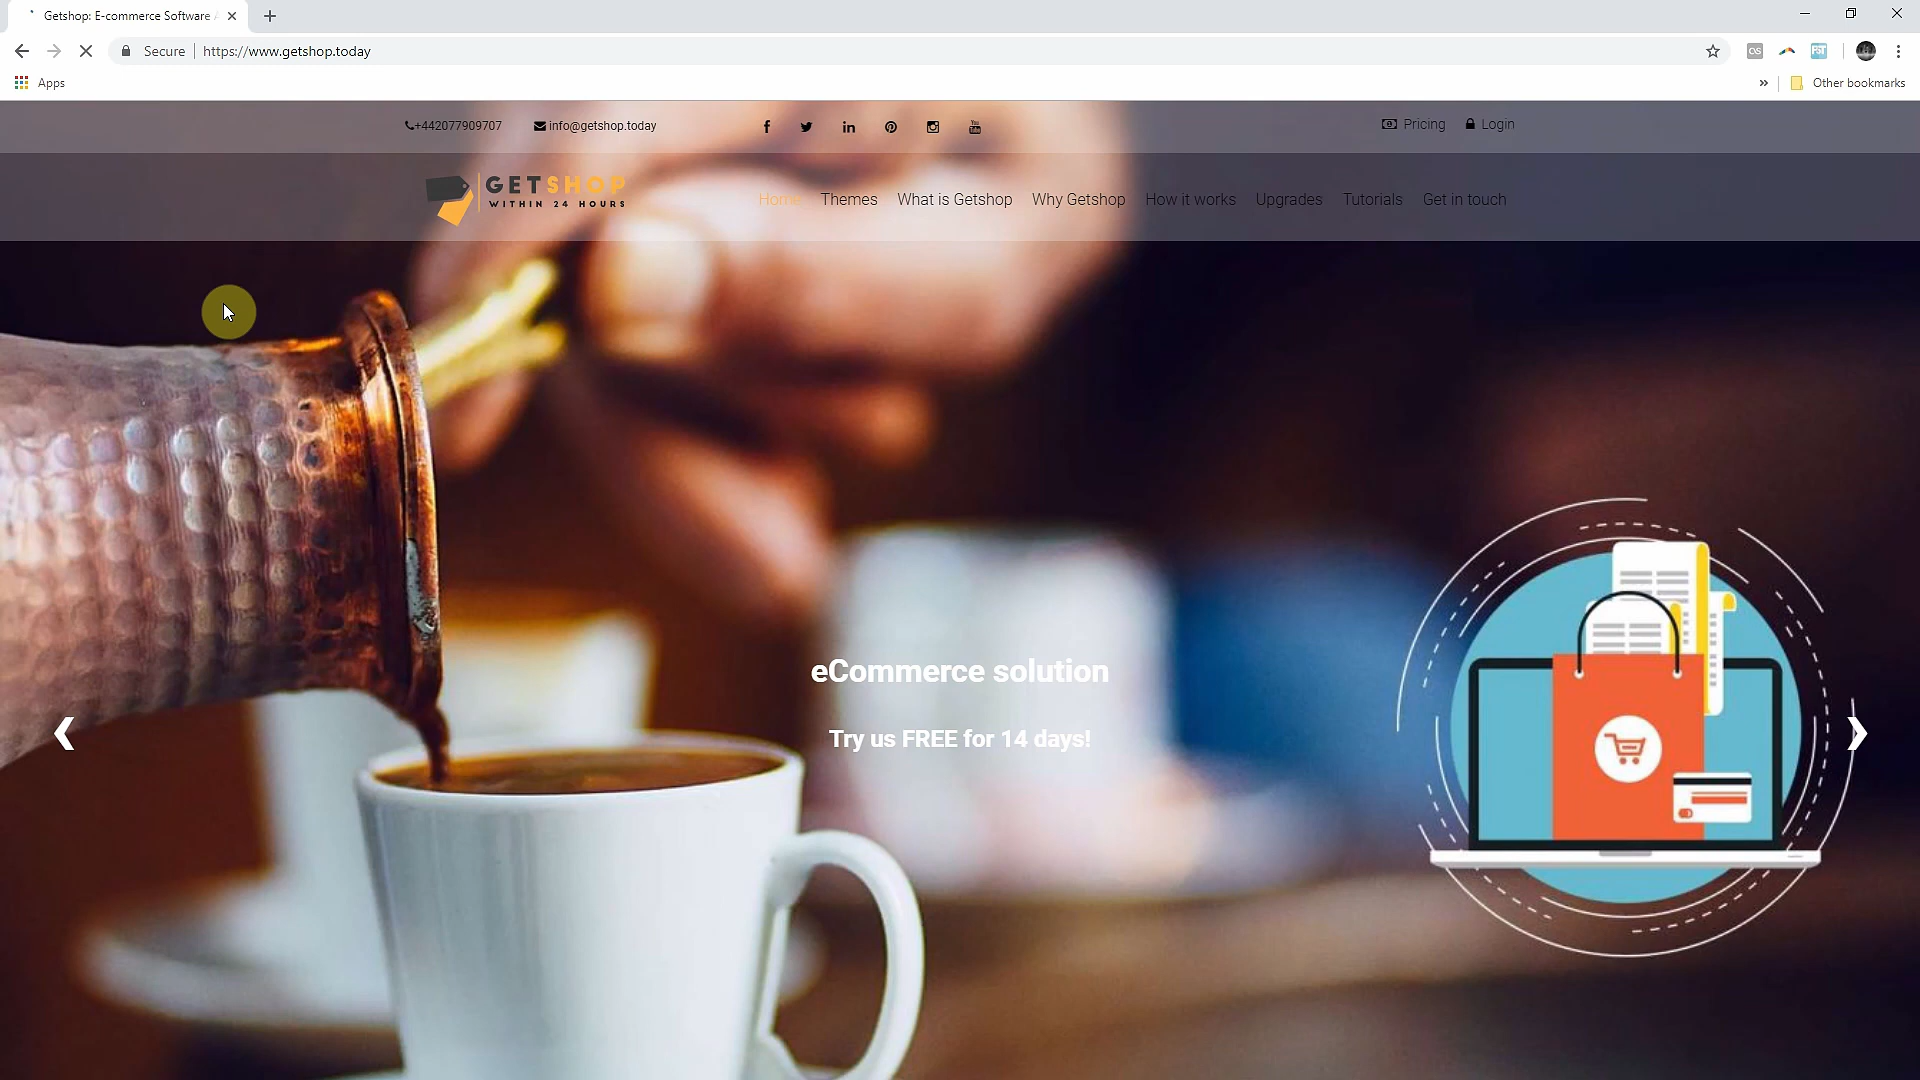 Getshop: E-commerce Software
Secure
https://www.getshop.today
Apps
Other bookmarks
+442077909707
info@getshop.today
You
Tube
Pricing
Login
GETSHOP
WITHIN 24 HOURS
Home
Themes
What is Getshop
Why Getshop
How it works
Upgrades
Tutorials
Get in touch
eCommerce solution
Try us FREE for 14 days!